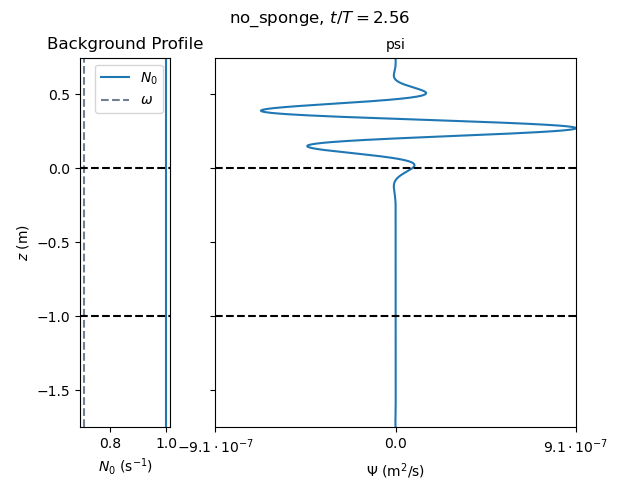 no_sponge, t/T = 2.56
Background Profile
psi
N₀
ω
0.5
0.0
−0.5
−1.0
−1.5
z (m)
0.8
1.0
−9.1 · 10⁻⁷
0.0
9.1 · 10⁻⁷
N₀ (s⁻¹)
Ψ (m²/s)